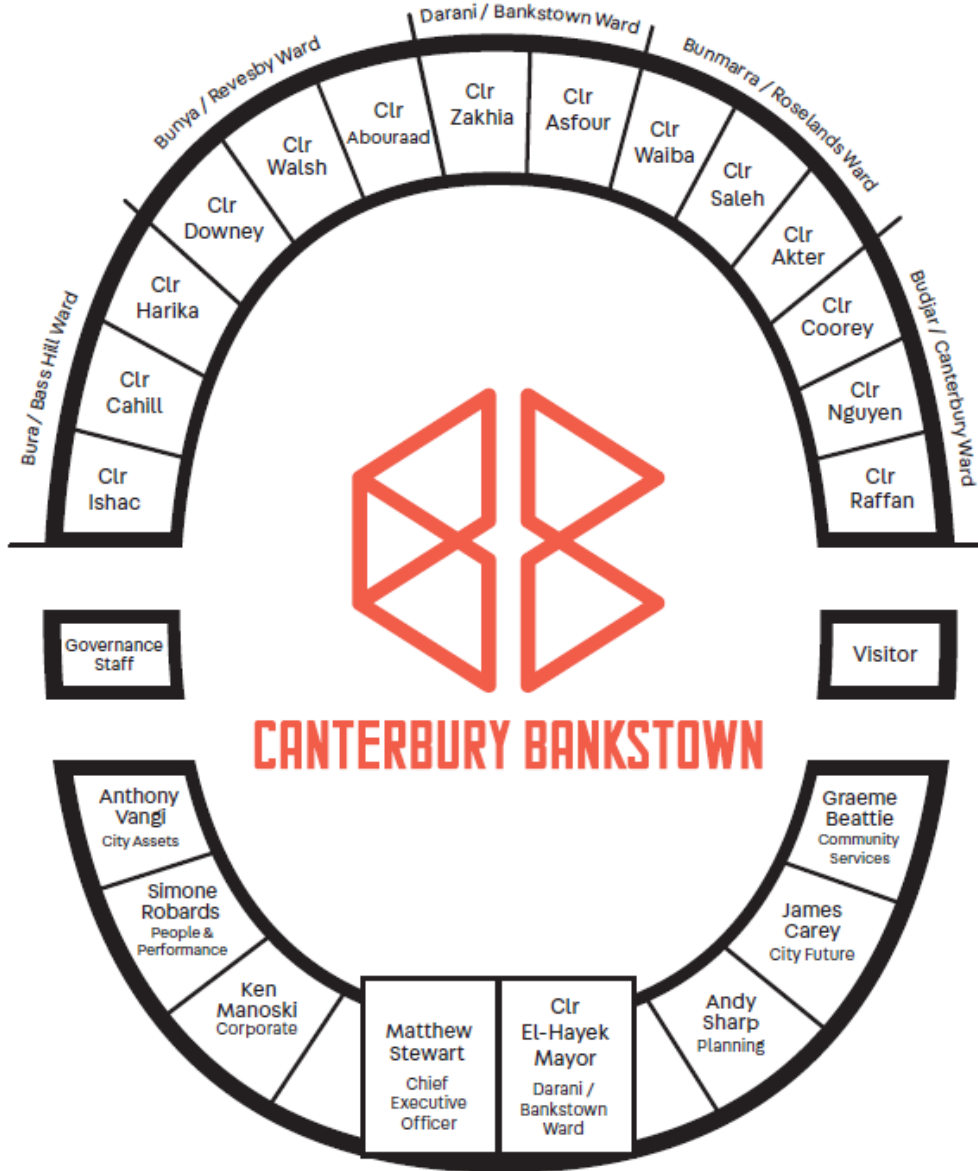 Darani / Bankstown Ward
Bunya / Revesby Ward
Bunmarra / Roselands Ward
Bura / Bass Hill Ward
Budjar / Canterbury Ward
Clr
Ishac
Clr
Cahill
Clr
Harika
Clr
Downey
Clr
Walsh
Clr
Abouraad
Clr
Zakhia
Clr
Asfour
Clr
Waiba
Clr
Saleh
Clr
Akter
Clr
Coorey
Clr
Nguyen
Clr
Raffan
Governance
Staff
Visitor
CANTERBURY BANKSTOWN
Anthony
Vangi
City Assets
Simone
Robards
People &
Performance
Ken
Manoski
Corporate
Matthew
Stewart
Chief
Executive
Officer
Clr
El-Hayek
Mayor
Darani /
Bankstown
Ward
Andy
Sharp
Planning
James
Carey
City Future
Graeme
Beattie
Community
Services